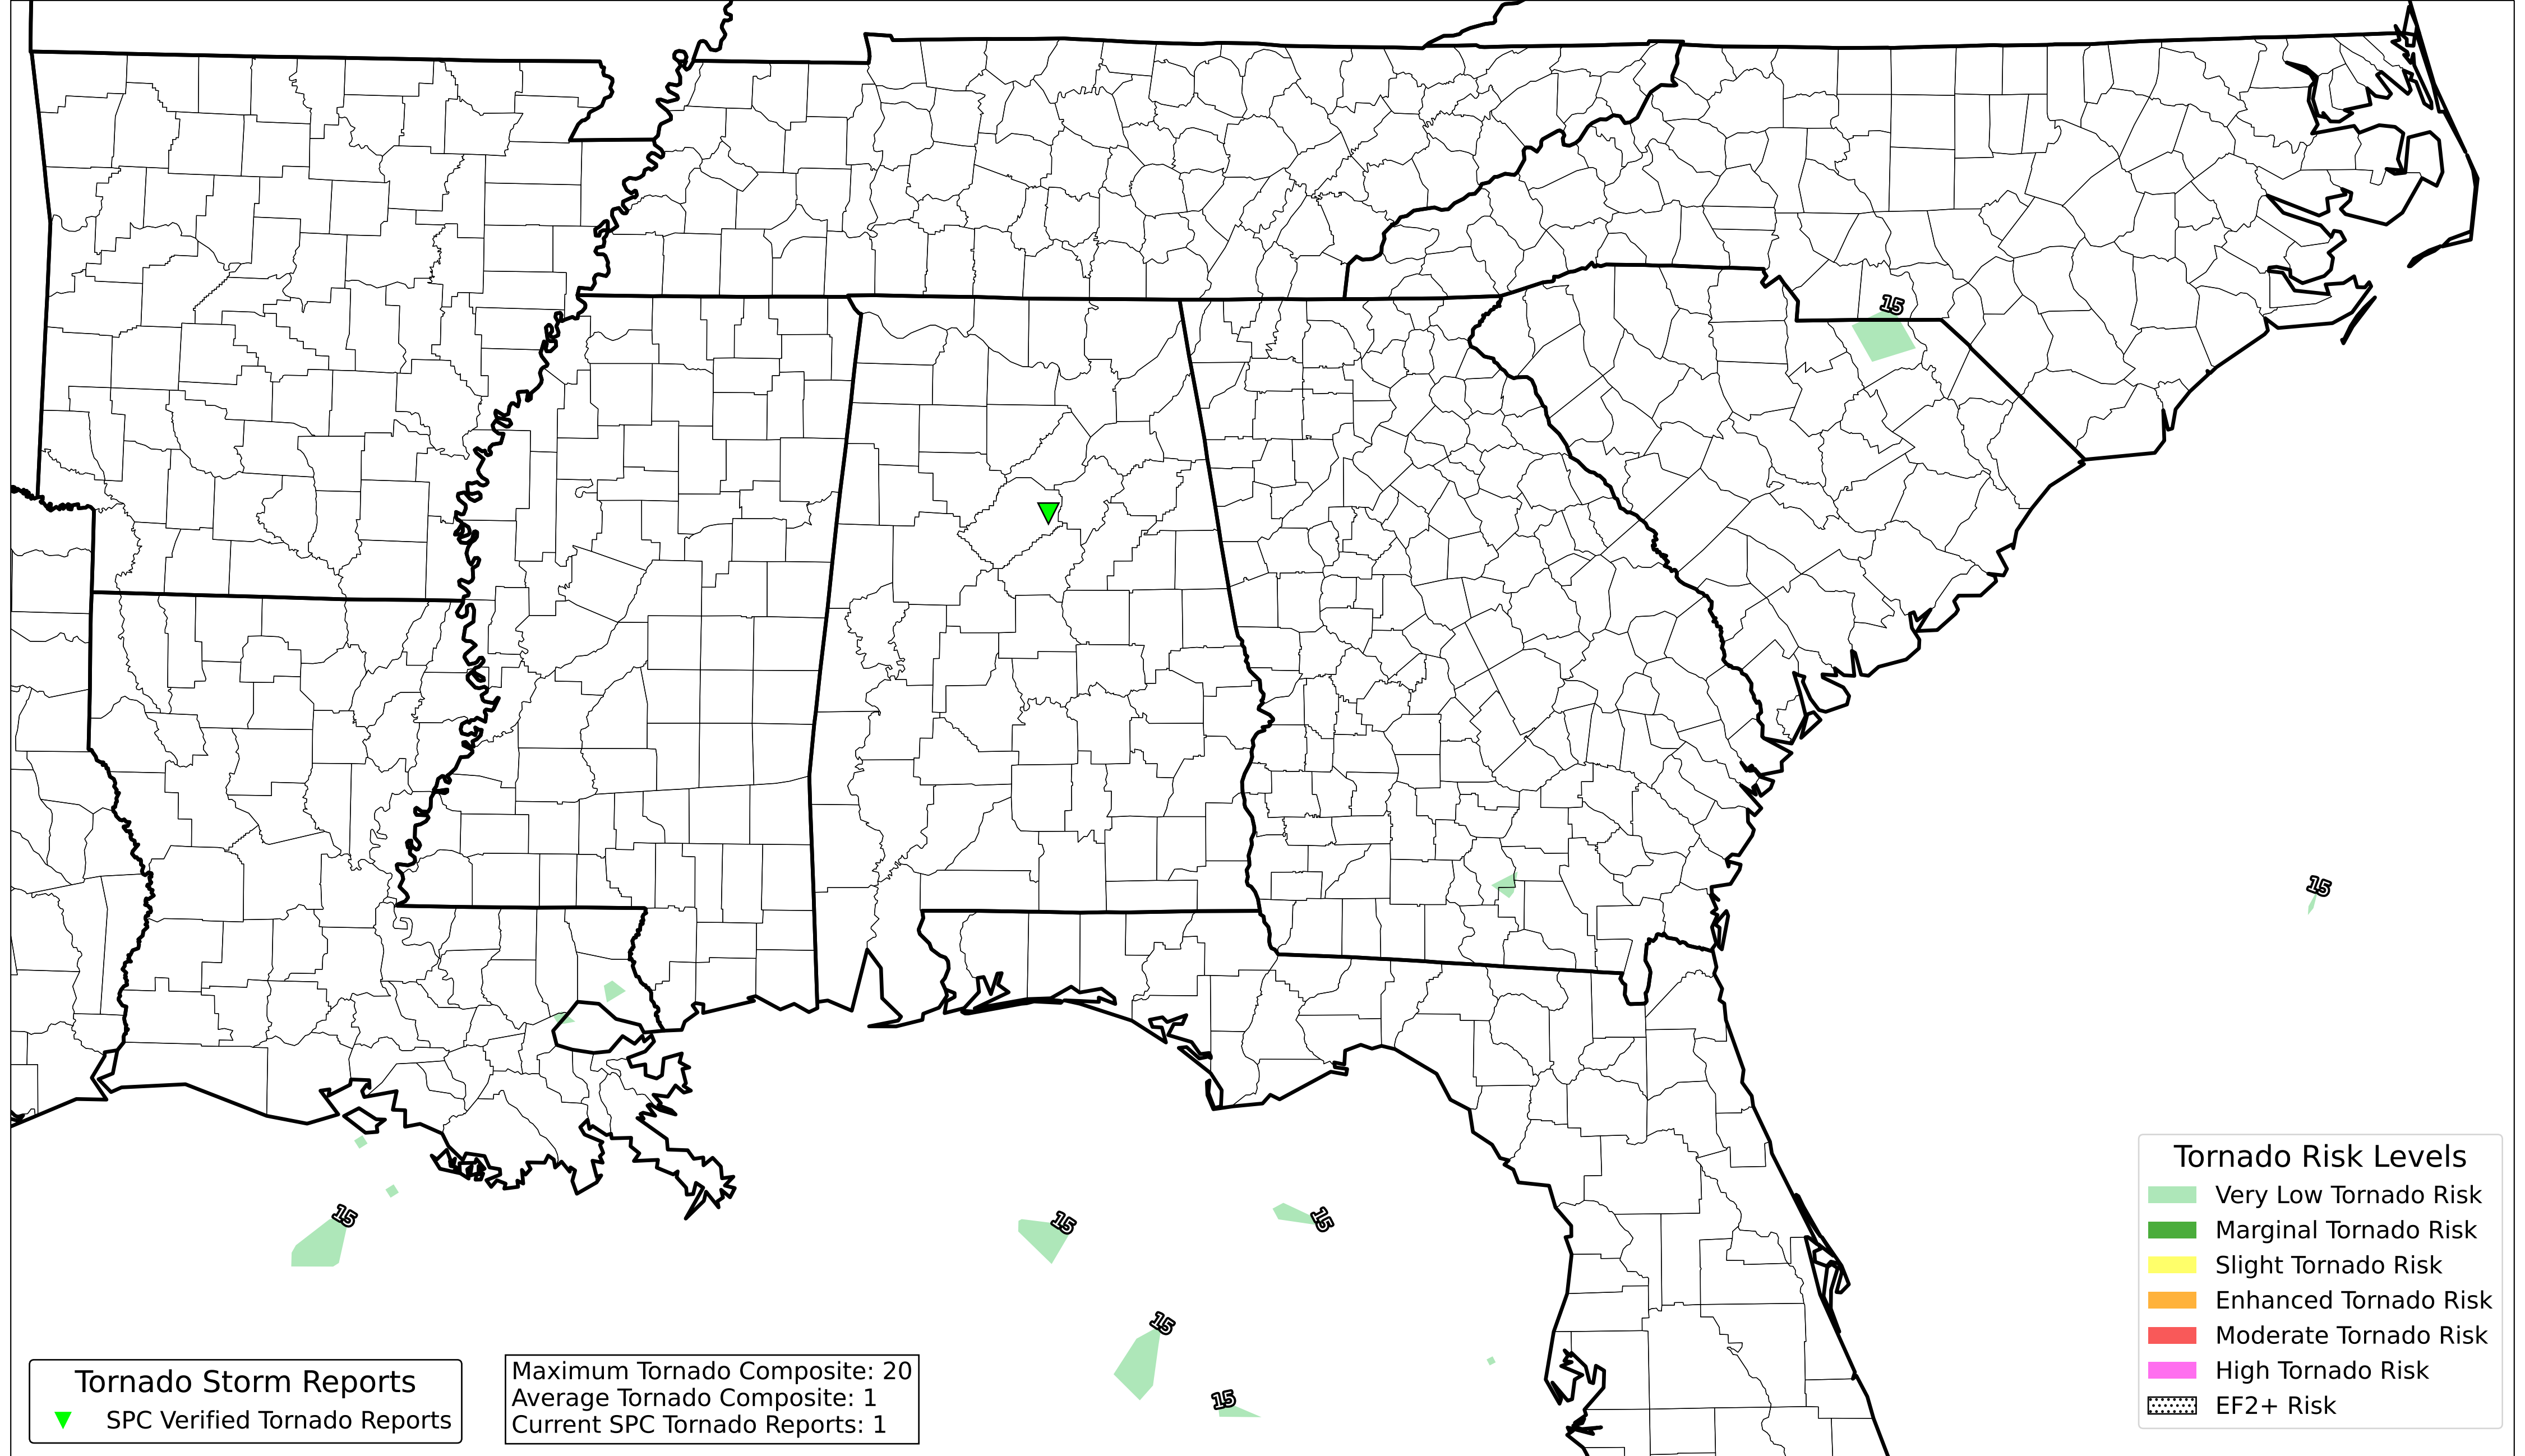 15
15
15
15
15
15
15
Tornado Risk Levels
Very Low Tornado Risk
Marginal Tornado Risk
Slight Tornado Risk
Enhanced Tornado Risk
Moderate Tornado Risk
High Tornado Risk
EF2+ Risk
Tornado Storm Reports
SPC Verified Tornado Reports
Maximum Tornado Composite: 20
Average Tornado Composite: 1
Current SPC Tornado Reports: 1